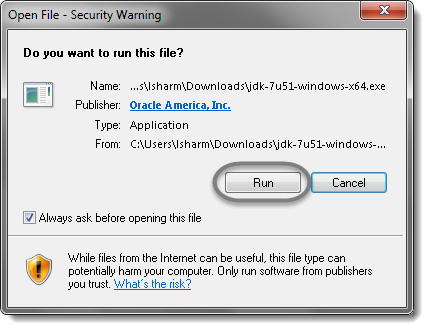 Open File - Security Warning
Do you want to run this file?
Name: ...s\lsharm\Downloads\jdk-7u51-windows-x64.exe
Publisher: Oracle America, Inc.
Type: Application
From: C:\Users\lsharm\Downloads\jdk-7u51-windows-...
Run Cancel
Always ask before opening this file
While files from the Internet can be useful, this file type can
potentially harm your computer. Only run software from publishers
you trust. What's the risk?